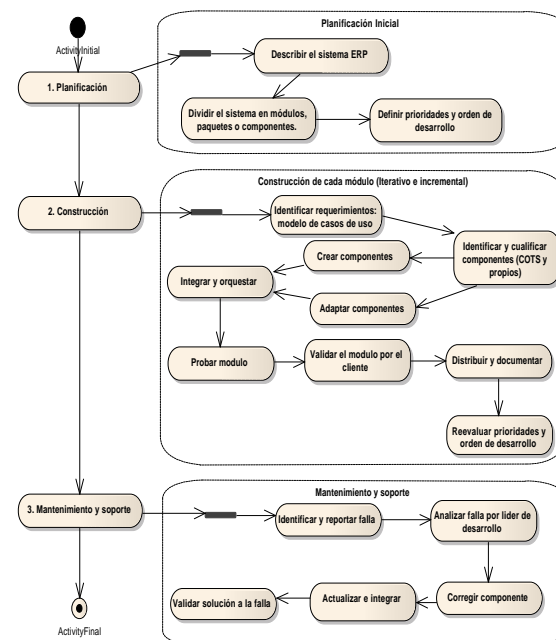 Planificación Inicial
ActivityInitial
Describir el sistema ERP
1. Planificación
Dividir el sistema en módulos,
paquetes o componentes.
Definir prioridades y orden de
desarrollo
Construcción de cada módulo (Iterativo e incremental)
2. Construcción
Identificar requerimientos:
modelo de casos de uso
Identificar y cualificar
componentes (COTS y
propios)
Crear componentes
Integrar y orquestar
Adaptar componentes
Probar modulo
Validar el modulo por el
cliente
Distribuir y documentar
Reevaluar prioridades y
orden de desarrollo
Mantenimiento y soporte
3. Mantenimiento y soporte
Identificar y reportar falla
Analizar falla por lider de
desarrollo
Validar solución a la falla
Actualizar e integrar
Corregir componente
ActivityFinal